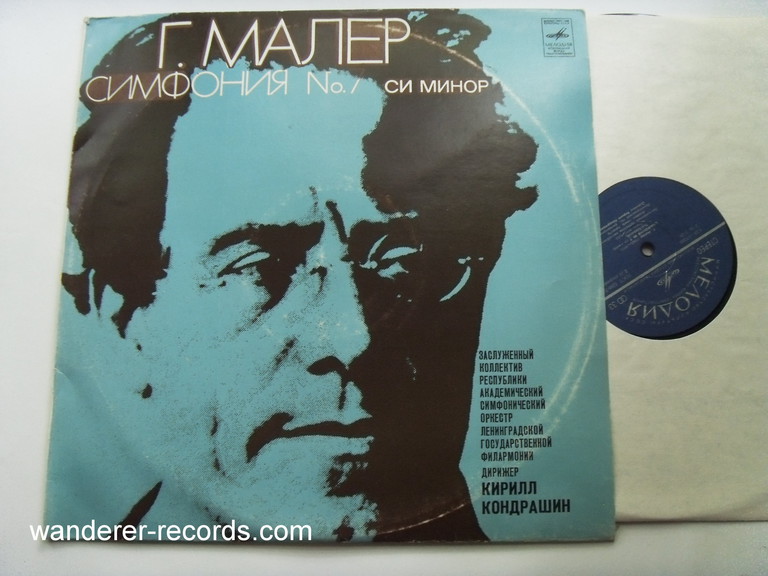 Г. МАЛЕР
СИМФОНИЯ No. 7 СИ МИНОР
ЗАСЛУЖЕННЫЙ
КОЛЛЕКТИВ
РЕСПУБЛИКИ
АКАДЕМИЧЕСКИЙ
СИМФОНИЧЕСКИЙ
ОРКЕСТР
ЛЕНИНГРАДСКОЙ
ГОСУДАРСТВЕННОЙ
ФИЛАРМОНИИ
ДИРИЖЕР
КИРИЛЛ
КОНДРАШИН
МЕЛОДИЯ
СТЕРЕО
wanderer-records.com